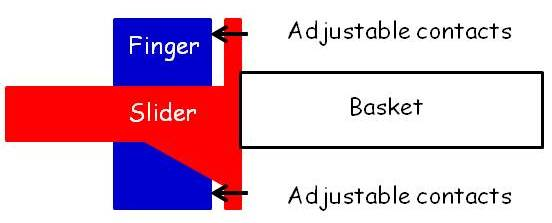 Adjustable contacts
Finger
Basket
Slider
Adjustable contacts